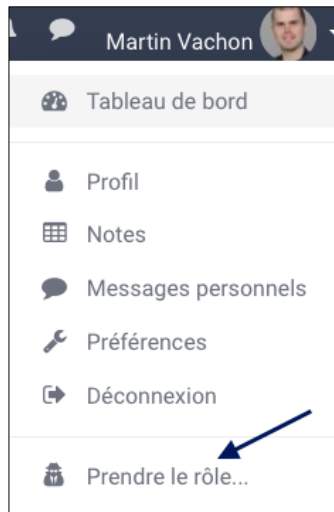 Martin Vachon
Tableau de bord
Profil
Notes
Messages personnels
Préférences
Déconnexion
Prendre le rôle...